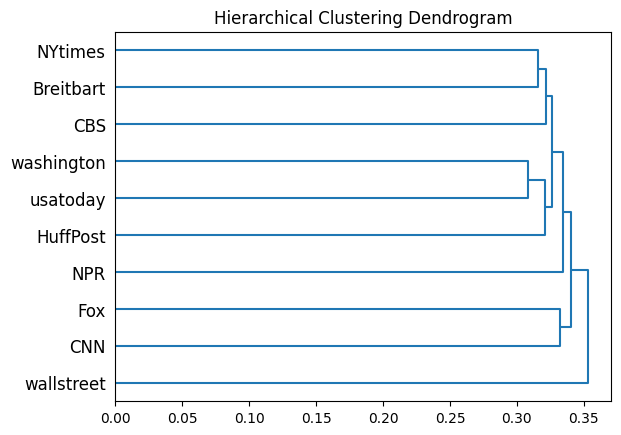 Hierarchical Clustering Dendrogram
NYtimes
Breitbart
CBS
washington
usatoday
HuffPost
NPR
Fox
CNN
wallstreet
0.00 0.05 0.10 0.15 0.20 0.25 0.30 0.35